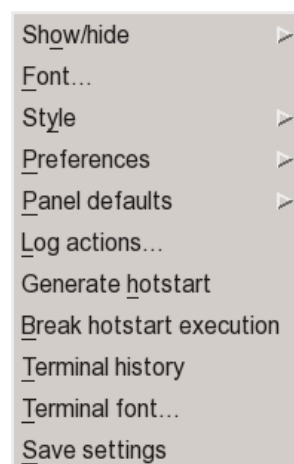 Show/hide
Font...
Style
Preferences
Panel defaults
Log actions...
Generate hotstart
Break hotstart execution
Terminal history
Terminal font...
Save settings